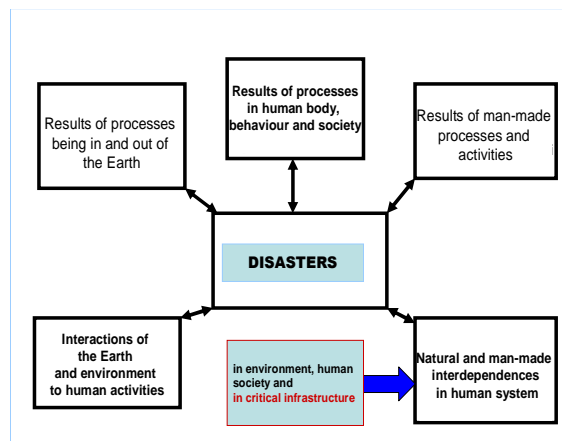 Results of processes
in human body,
behaviour and society
Results of processes
being in and out of
the Earth
Results of man-made
processes and
activities
DISASTERS
Interactions of
the Earth
and environment
to human activities
in environment, human
society and
in critical infrastructure
Natural and man-made
interdependences
in human system